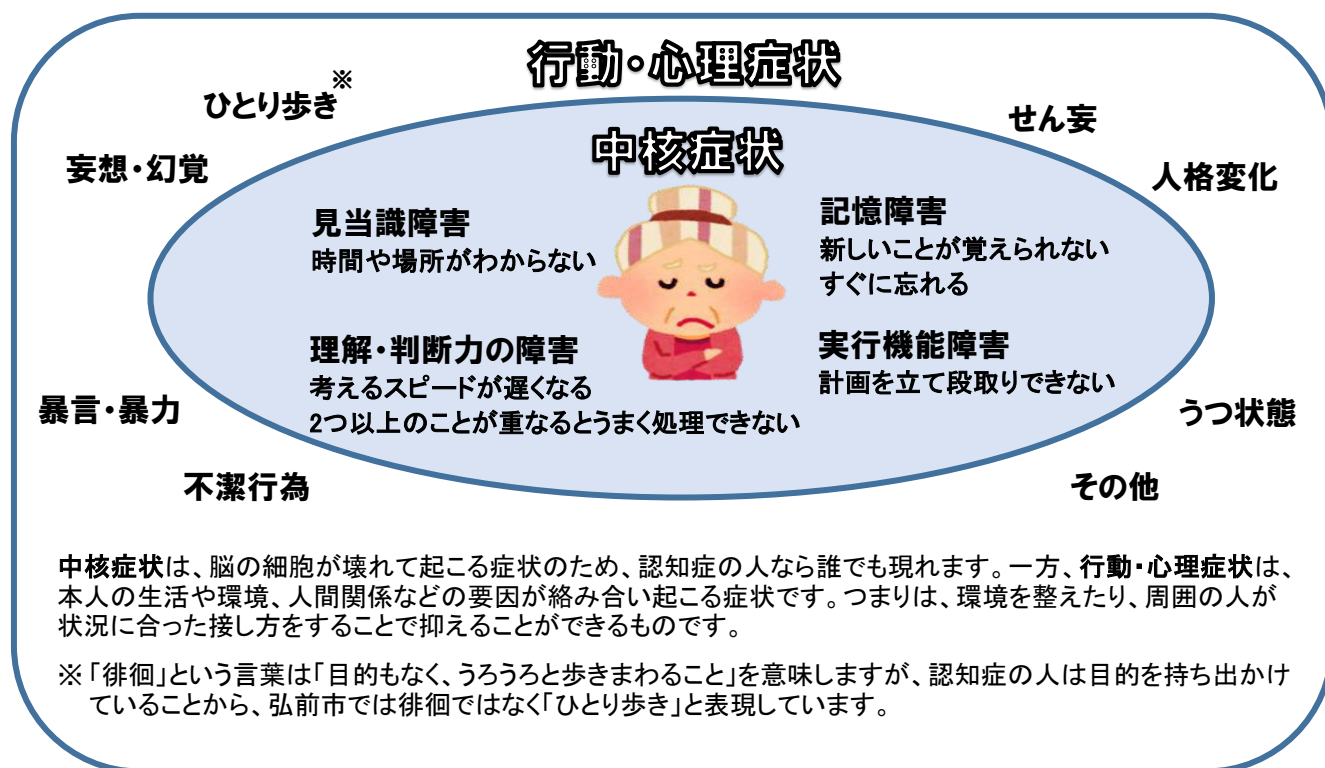 行動・心理症状
ひとり歩き※
せん妄
妄想・幻覚
人格変化
中核症状
見当識障害
時間や場所がわからない
記憶障害
新しいことが覚えられない
すぐに忘れる
理解・判断力の障害
考えるスピードが遅くなる
2つ以上のことが重なるとうまく処理できない
実行機能障害
計画を立て段取りできない
暴言・暴力
うつ状態
不潔行為
その他
中核症状は、脳の細胞が壊れて起こる症状のため、認知症の人なら誰でも現れます。一方、行動・心理症状は、
本人の生活や環境、人間関係などの要因が絡み合い起こる症状です。つまりは、環境を整えたり、周囲の人が
状況に合った接し方をすることで抑えることができるものです。
※「徘徊」という言葉は「目的もなく、うろうろと歩きまわること」を意味しますが、認知症の人は目的を持ち出かけ
ていることから、弘前市では徘徊ではなく「ひとり歩き」と表現しています。